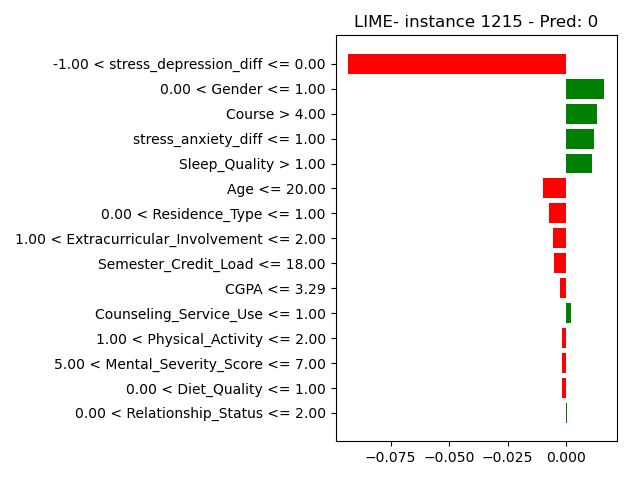 LIME- instance 1215 - Pred: 0
-1.00 < stress_depression_diff <= 0.00
0.00 < Gender <= 1.00
Course > 4.00
stress_anxiety_diff <= 1.00
Sleep_Quality > 1.00
Age <= 20.00
0.00 < Residence_Type <= 1.00
1.00 < Extracurricular_Involvement <= 2.00
Semester_Credit_Load <= 18.00
CGPA <= 3.29
Counseling_Service_Use <= 1.00
1.00 < Physical_Activity <= 2.00
5.00 < Mental_Severity_Score <= 7.00
0.00 < Diet_Quality <= 1.00
0.00 < Relationship_Status <= 2.00
−0.075 −0.050 −0.025 0.000